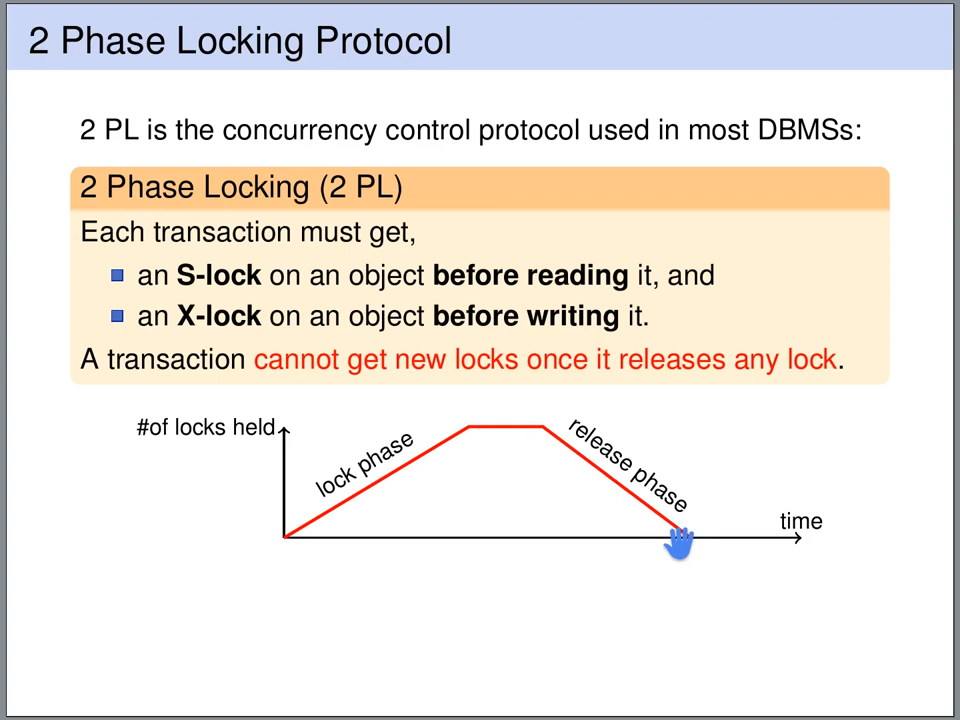 2 Phase Locking Protocol
2 PL is the concurrency control protocol used in most DBMSs:
2 Phase Locking (2 PL)
Each transaction must get,
an S-lock on an object before reading it, and
an X-lock on an object before writing it.
A transaction cannot get new locks once it releases any lock.
#of locks held
lock phase
release phase
time